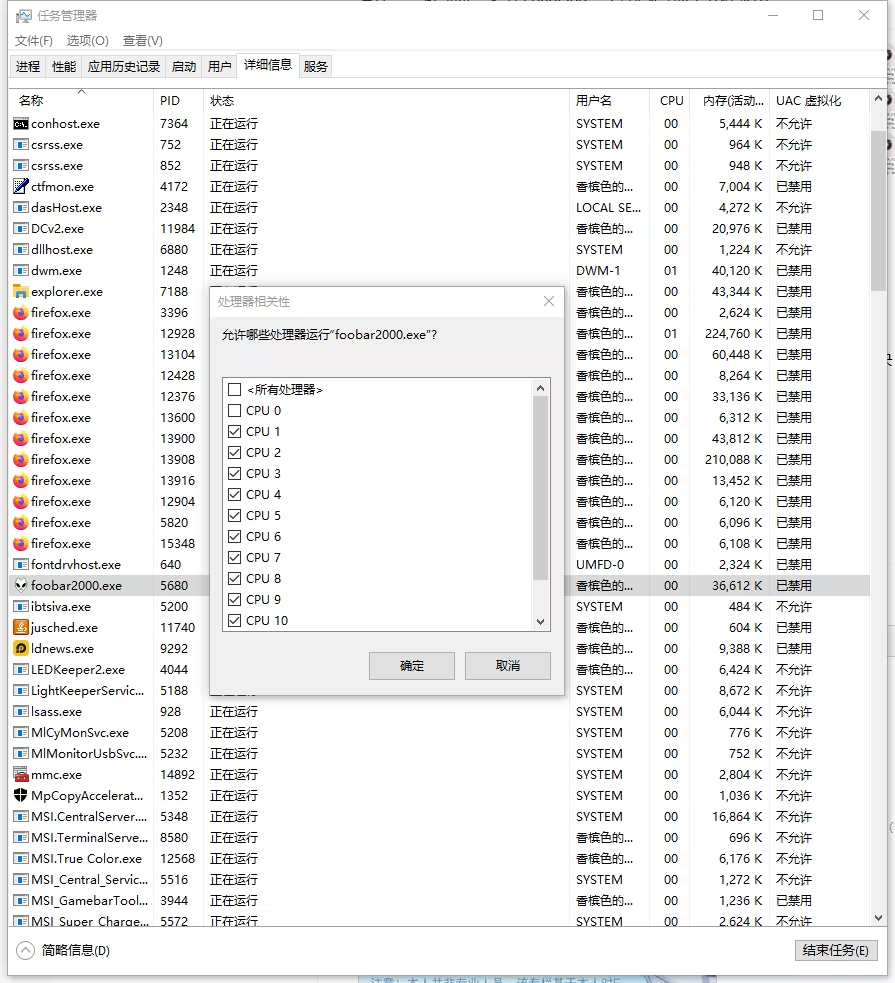 任务管理器
文件(F) 选项(O) 查看(V)
进程 性能 应用历史记录 启动 用户 详细信息 服务
名称 PID 状态 用户名 CPU 内存(活动... UAC 虚拟化
conhost.exe 7364 正在运行 SYSTEM 00 5,444 K 不允许
csrss.exe 752 正在运行 SYSTEM 00 964 K 不允许
csrss.exe 852 正在运行 SYSTEM 00 948 K 不允许
ctfmon.exe 4172 正在运行 香槟色的... 00 7,004 K 已禁用
dasHost.exe 2348 正在运行 LOCAL SE... 00 4,272 K 不允许
DCv2.exe 11984 正在运行 香槟色的... 00 20,976 K 已禁用
dllhost.exe 6880 正在运行 SYSTEM 00 1,224 K 不允许
dwm.exe 1248 正在运行 DWM-1 01 40,120 K 已禁用
explorer.exe 7188 香槟色的... 00 43,344 K 已禁用
firefox.exe 3396 香槟色的... 00 2,624 K 已禁用
firefox.exe 12928 香槟色的... 01 224,760 K 已禁用
firefox.exe 13104 香槟色的... 00 60,448 K 已禁用
firefox.exe 12428 香槟色的... 00 8,264 K 已禁用
firefox.exe 12376 香槟色的... 00 33,136 K 已禁用
firefox.exe 13600 香槟色的... 00 6,312 K 已禁用
firefox.exe 13900 香槟色的... 00 43,812 K 已禁用
firefox.exe 13908 香槟色的... 00 210,088 K 已禁用
firefox.exe 13916 香槟色的... 00 13,452 K 已禁用
firefox.exe 12904 香槟色的... 00 6,120 K 已禁用
firefox.exe 5820 香槟色的... 00 6,096 K 已禁用
firefox.exe 15348 香槟色的... 00 6,108 K 已禁用
fontdrvhost.exe 640 UMFD-0 00 2,324 K 已禁用
foobar2000.exe 5680 香槟色的... 00 36,612 K 已禁用
ibtsiva.exe 5200 SYSTEM 00 484 K 不允许
jusched.exe 11740 香槟色的... 00 604 K 已禁用
ldnews.exe 9292 香槟色的... 00 9,388 K 已禁用
LEDKeeper2.exe 4044 香槟色的... 00 6,424 K 不允许
LightKeeperServic... 5188 SYSTEM 00 8,672 K 不允许
lsass.exe 928 正在运行 SYSTEM 00 6,044 K 不允许
MlCyMonSvc.exe 5208 正在运行 SYSTEM 00 776 K 不允许
MlMonitorUsbSvc.... 5232 正在运行 SYSTEM 00 752 K 不允许
mmc.exe 14892 正在运行 SYSTEM 00 2,804 K 不允许
MpCopyAccelerat... 1352 正在运行 SYSTEM 00 1,036 K 不允许
MSI.CentralServer.... 5348 正在运行 SYSTEM 00 16,864 K 不允许
MSI.TerminalServe... 8580 正在运行 香槟色的... 00 696 K 不允许
MSI.True Color.exe 12568 正在运行 香槟色的... 00 6,176 K 不允许
MSI_Central_Servic... 5516 正在运行 SYSTEM 00 1,272 K 不允许
MSI_GamebarTool... 3944 正在运行 香槟色的... 00 1,236 K 已禁用
MSI_Super_Charge... 5572 正在运行 SYSTEM 00 2,624 K 不允许
处理器相关性
允许哪些处理器运行"foobar2000.exe"?
<所有处理器>
CPU 0
CPU 1
CPU 2
CPU 3
CPU 4
CPU 5
CPU 6
CPU 7
CPU 8
CPU 9
CPU 10
确定 取消
简略信息(D) 结束任务(E)